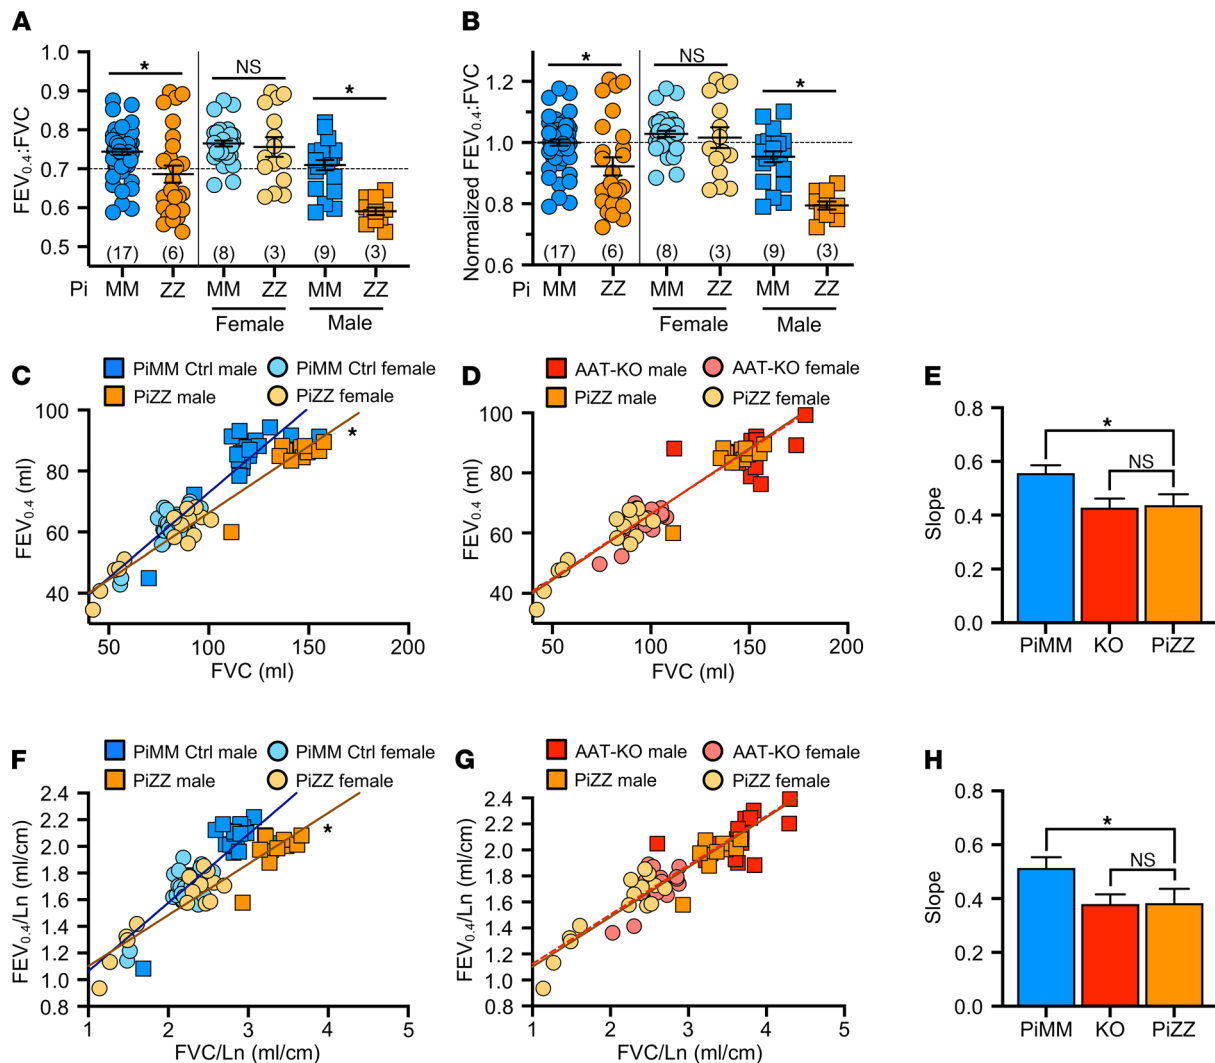 A
FEV0.4:FVC
1.0
0.9
0.8
0.7
0.6
0.5
*
NS
*
(17) (6) (8) (3) (9) (3)
Pi MM ZZ MM ZZ MM ZZ
Female Male
B
Normalized FEV0.4:FVC
1.2
1.0
0.8
0.6
*
NS
*
(17) (6) (8) (3) (9) (3)
Pi MM ZZ MM ZZ MM ZZ
Female Male
C
PiMM Ctrl male PiMM Ctrl female
PiZZ male PiZZ female
FEV0.4 (ml)
100
80
60
40
*
50 100 150 200
FVC (ml)
D
AAT-KO male AAT-KO female
PiZZ male PiZZ female
FEV0.4 (ml)
100
80
60
40
50 100 150 200
FVC (ml)
E
Slope
0.8
0.6
0.4
0.2
0.0
*
NS
PiMM KO PiZZ
F
PiMM Ctrl male PiMM Ctrl female
PiZZ male PiZZ female
FEV0.4/Ln (ml/cm)
2.4
2.2
2.0
1.8
1.6
1.4
1.2
1.0
0.8
*
1 2 3 4 5
FVC/Ln (ml/cm)
G
AAT-KO male AAT-KO female
PiZZ male PiZZ female
FEV0.4/Ln (ml/cm)
2.4
2.2
2.0
1.8
1.6
1.4
1.2
1.0
0.8
1 2 3 4 5
FVC/Ln (ml/cm)
H
Slope
0.8
0.6
0.4
0.2
0.0
*
NS
PiMM KO PiZZ